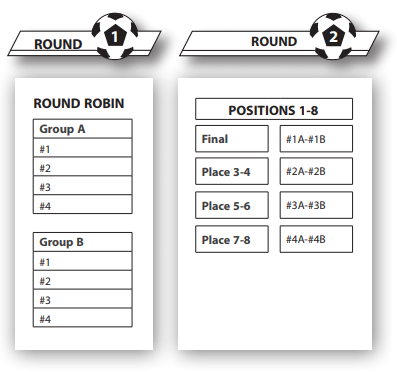 ROUND 1
ROUND 2
ROUND ROBIN
Group A
#1
#2
#3
#4
Group B
#1
#2
#3
#4
POSITIONS 1-8
Final #1A-#1B
Place 3-4 #2A-#2B
Place 5-6 #3A-#3B
Place 7-8 #4A-#4B